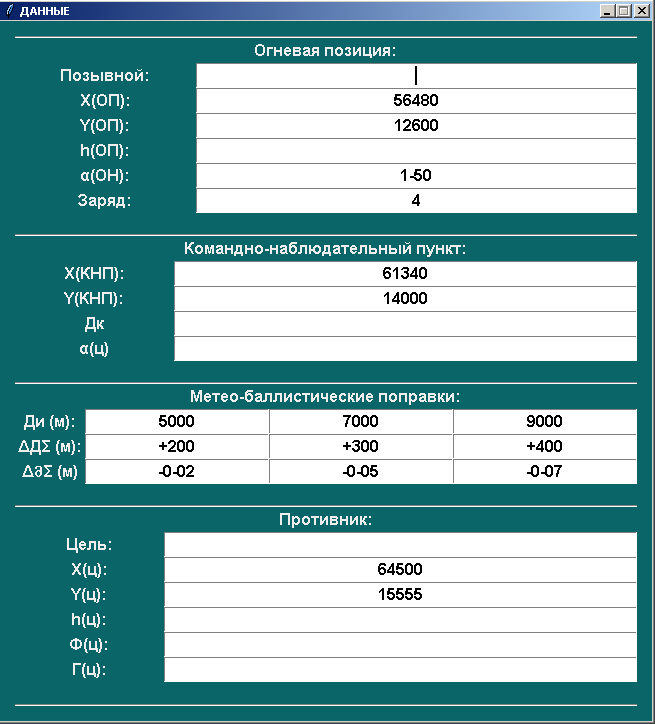 ДАННЫЕ
Огневая позиция:
Позывной:
X(ОП): 56480
Y(ОП): 12600
h(ОП):
α(ОН): 1-50
Заряд: 4
Командно-наблюдательный пункт:
X(КНП): 61340
Y(КНП): 14000
Дк
α(ц)
Метео-баллистические поправки:
Ди (м): 5000 7000 9000
ΔДΣ (м): +200 +300 +400
Δ∂Σ (м) -0-02 -0-05 -0-07
Противник:
Цель:
X(ц): 64500
Y(ц): 15555
h(ц):
Ф(ц):
Г(ц):